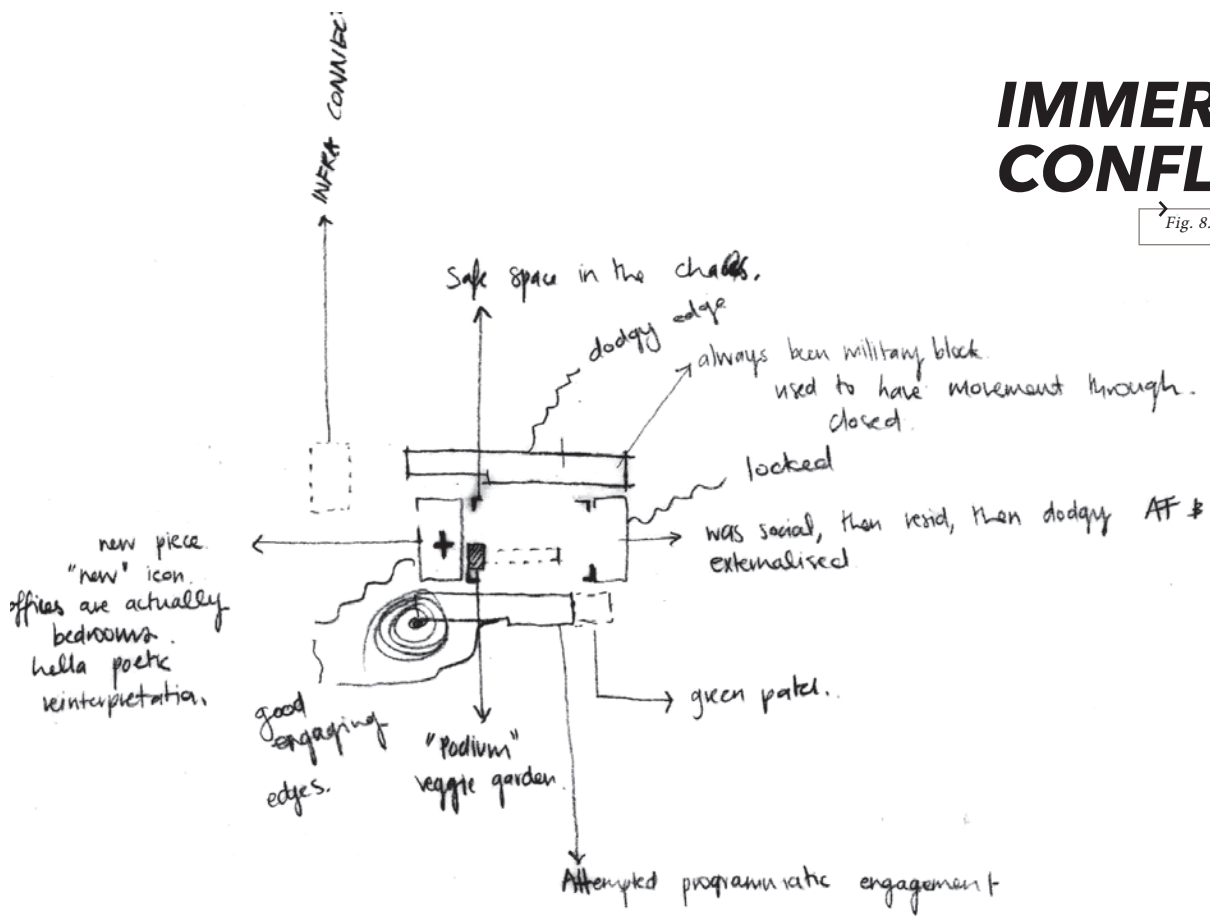 INFRA CONNEC
IMMER
CONFL
Fig. 8.
Safe space in the chaos.
dodgy edge
always been military block.
used to have movement through.
closed.
locked
was social, then resid, then dodgy AF &
externalised
new piece.
"new" icon.
offices are actually
bedrooms.
hella poetic
reinterpretation.
good
engaging
edges.
"Podium"
veggie garden
green patch.
Attempted programmatic engagement